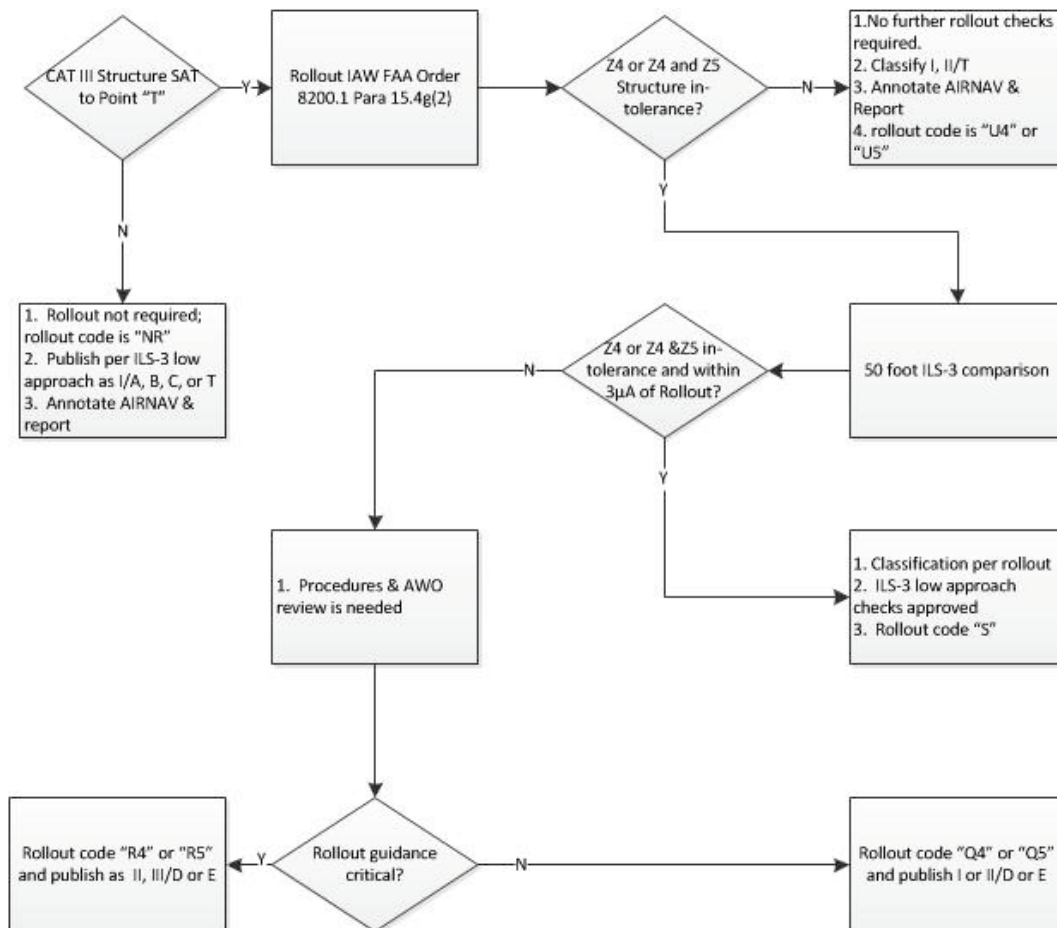 CAT III Structure SAT
to Point “T”
Y
Rollout IAW FAA Order
8200.1 Para 15.4g(2)
Z4 or Z4 and Z5
Structure in-
tolerance?
N
1.No further rollout checks
required.
2. Classify I, II/T
3. Annotate AIRNAV &
Report
4. rollout code is “U4” or
“U5”
N
Y
1. Rollout not required;
rollout code is “NR”
2. Publish per ILS-3 low
approach as I/A, B, C, or T
3. Annotate AIRNAV &
report
N
Z4 or Z4 &Z5 in-
tolerance and within
3µA of Rollout?
50 foot ILS-3 comparison
Y
1. Procedures & AWO
review is needed
1. Classification per rollout
2. ILS-3 low approach
checks approved
3. Rollout code “S”
Rollout code “R4” or “R5”
and publish as II, III/D or E
Y
Rollout guidance
critical?
N
Rollout code “Q4” or “Q5”
and publish I or II/D or E